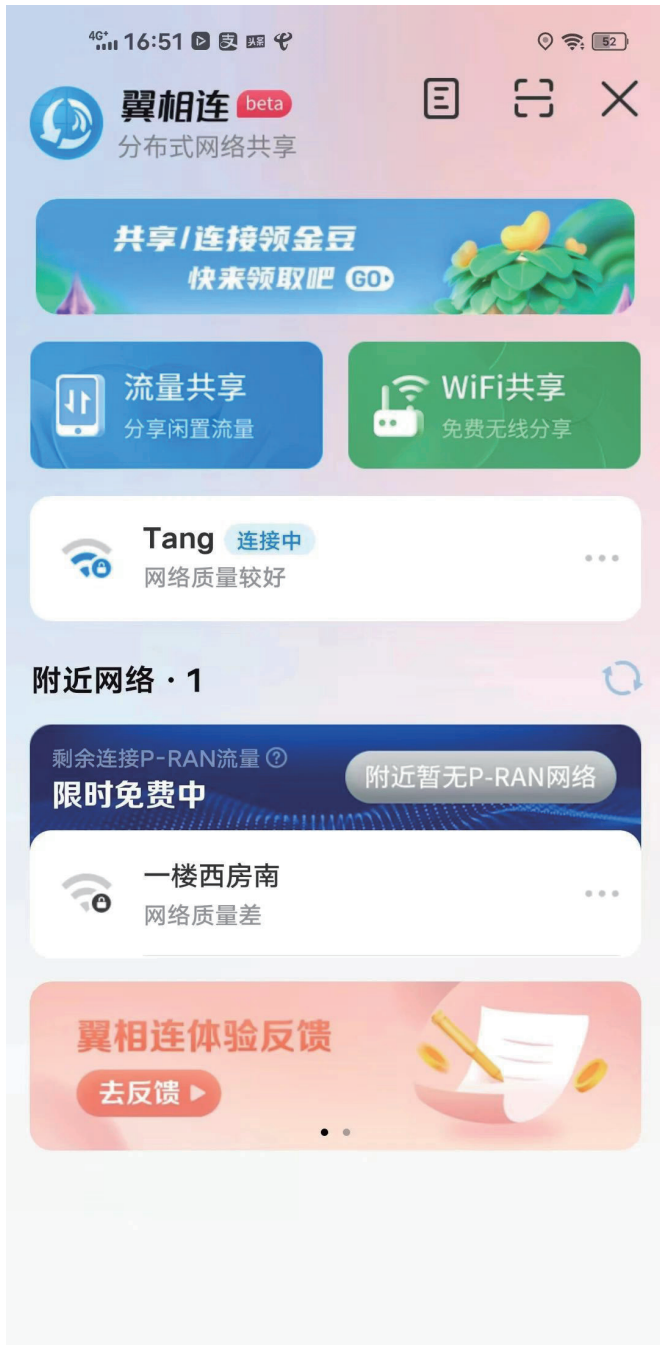 4G+ 16:51 支 头条 52
翼相连 beta
分布式网络共享
共享/连接领金豆
快来领取吧 GO
流量共享
分享闲置流量
WiFi共享
免费无线分享
Tang 连接中
网络质量较好
附近网络·1
剩余连接P-RAN流量?
限时免费中
附近暂无P-RAN网络
一楼西房南
网络质量差
翼相连体验反馈
去反馈